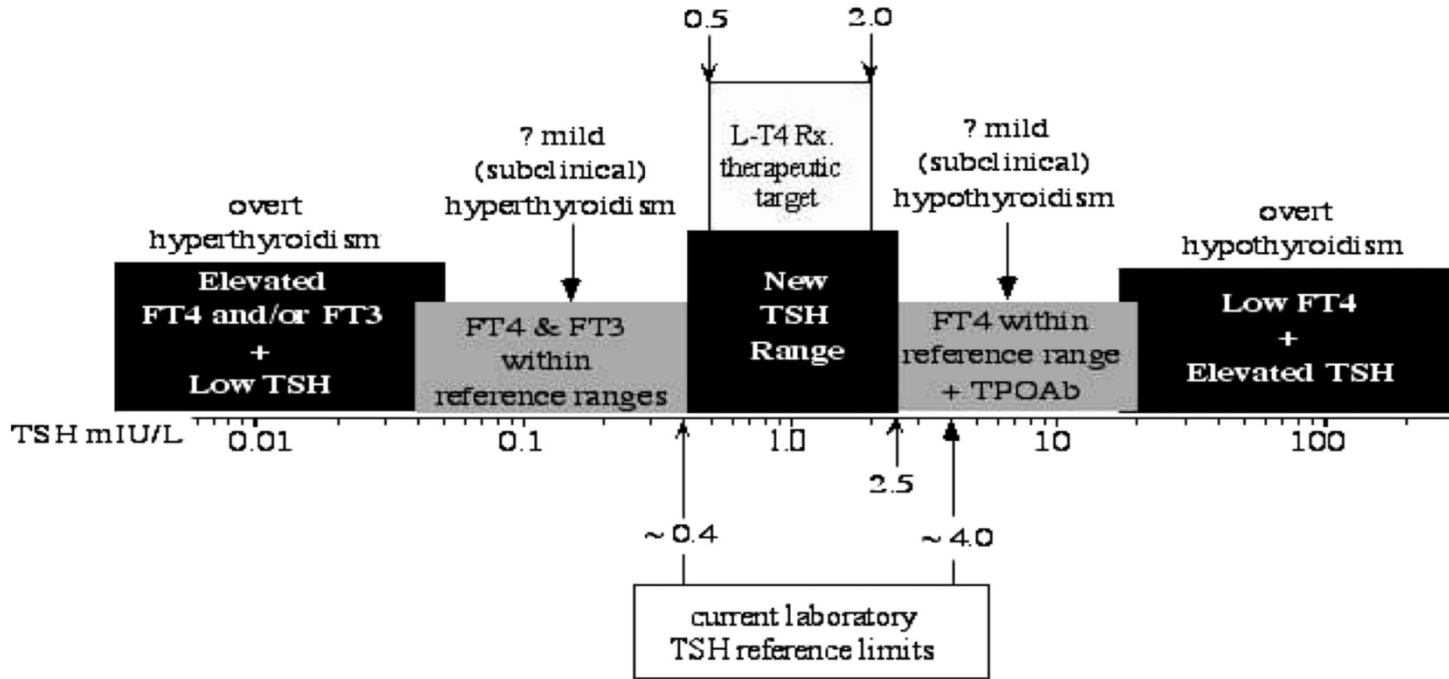 0.5
2.0
? mild
(subclinical)
hyperthyroidism
L-T4 Rx.
therapeutic
target
? mild
(subclinical)
hypothyroidism
overt
hyperthyroidism
overt
hypothyroidism
Elevated
FT4 and/or FT3
+
Low TSH
FT4 & FT3
within
reference ranges
New
TSH
Range
FT4 within
reference range
+ TPOAb
Low FT4
+
Elevated TSH
TSH mIU/L
0.01
0.1
1.0
10
100
2.5
~ 0.4
~ 4.0
current laboratory
TSH reference limits